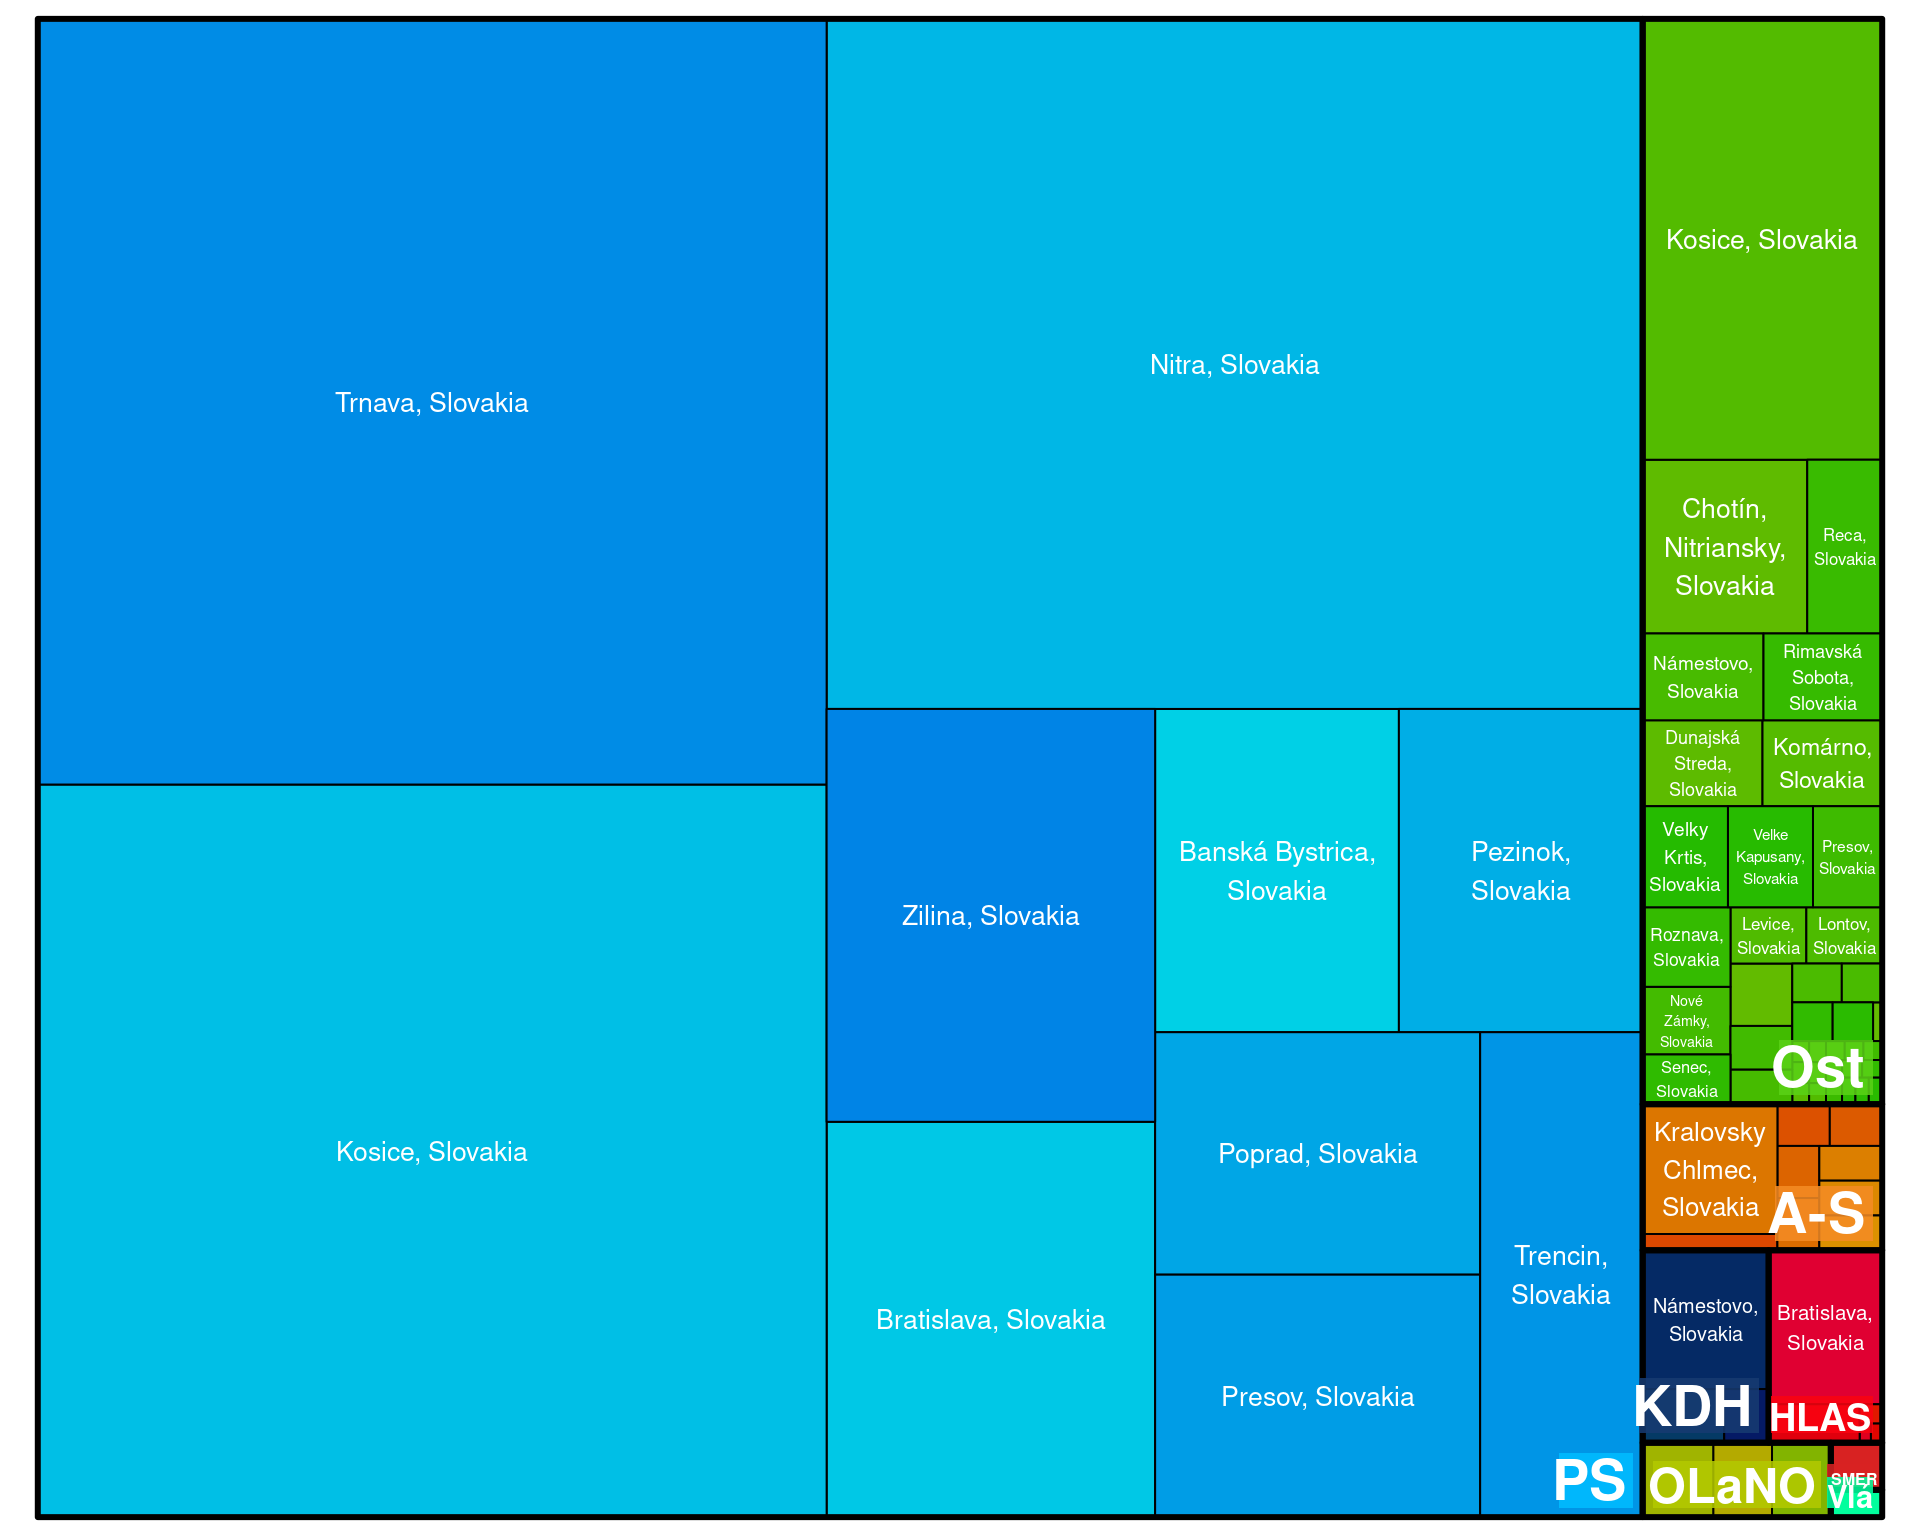 Trnava, Slovakia
Nitra, Slovakia
Kosice, Slovakia
Zilina, Slovakia
Bratislava, Slovakia
Banská Bystrica,
Slovakia
Pezinok,
Slovakia
Poprad, Slovakia
Presov, Slovakia
Trencin,
Slovakia
PS
Kosice, Slovakia
Chotín,
Nitriansky,
Slovakia
Reca,
Slovakia
Námestovo,
Slovakia
Rimavská
Sobota,
Slovakia
Dunajská
Streda,
Slovakia
Komárno,
Slovakia
Velky
Krtis,
Slovakia
Velke
Kapusany,
Slovakia
Presov,
Slovakia
Roznava,
Slovakia
Levice,
Slovakia
Lontov,
Slovakia
Nové
Zámky,
Slovakia
Senec,
Slovakia
Ost
Kralovsky
Chlmec,
Slovakia
A-S
Námestovo,
Slovakia
KDH
Bratislava,
Slovakia
HLAS
OLaNO
SMER
Vlá